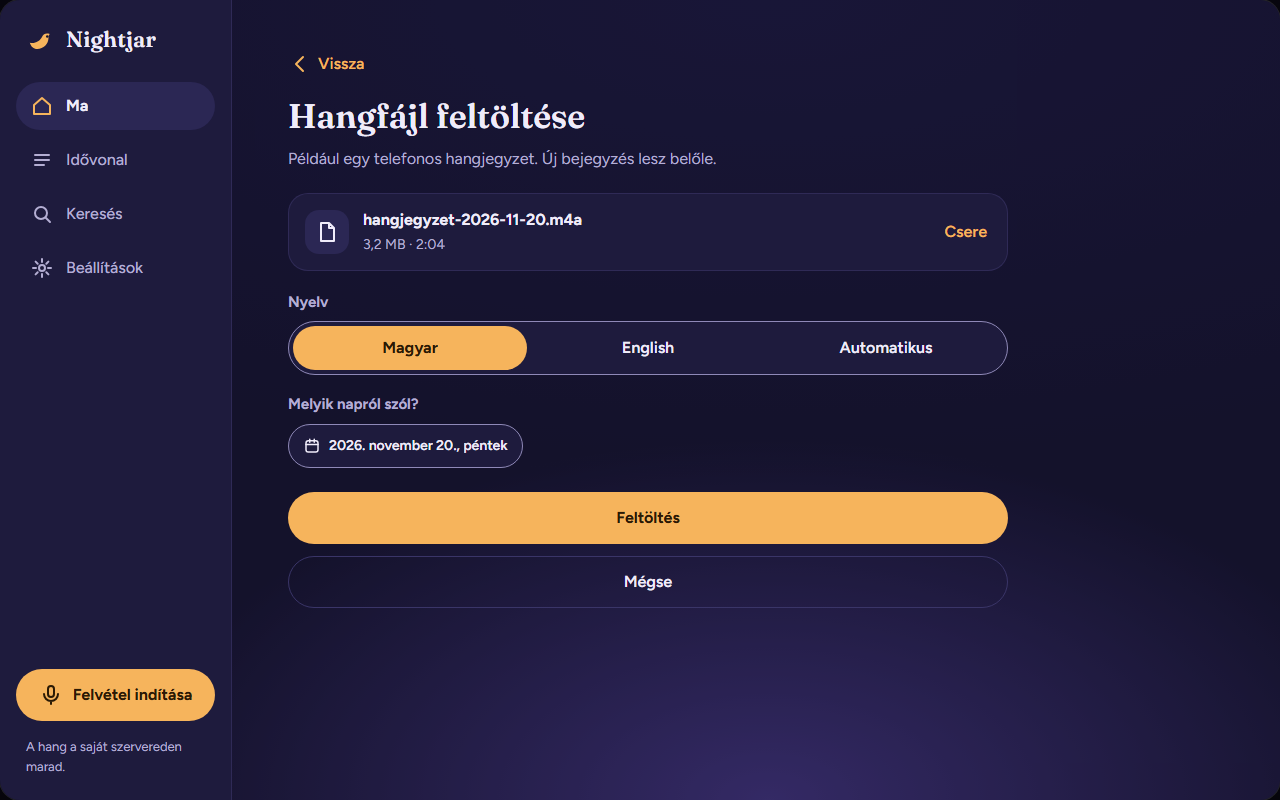 Nightjar
Ma
Idővonal
Keresés
Beállítások
Felvétel indítása
A hang a saját szervereden
marad.
Vissza
Hangfájl feltöltése
Például egy telefonos hangjegyzet. Új bejegyzés lesz belőle.
hangjegyzet-2026-11-20.m4a
3,2 MB · 2:04
Csere
Nyelv
Magyar
English
Automatikus
Melyik napról szól?
2026. november 20., péntek
Feltöltés
Mégse